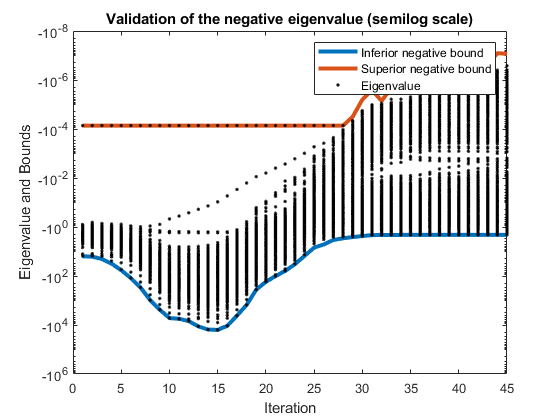 Validation of the negative eigenvalue (semilog scale)
Inferior negative bound
Superior negative bound
Eigenvalue
Eigenvalue and Bounds
-10^-8
-10^-6
-10^-4
-10^-2
-10^0
-10^2
-10^4
-10^6
0 5 10 15 20 25 30 35 40 45
Iteration